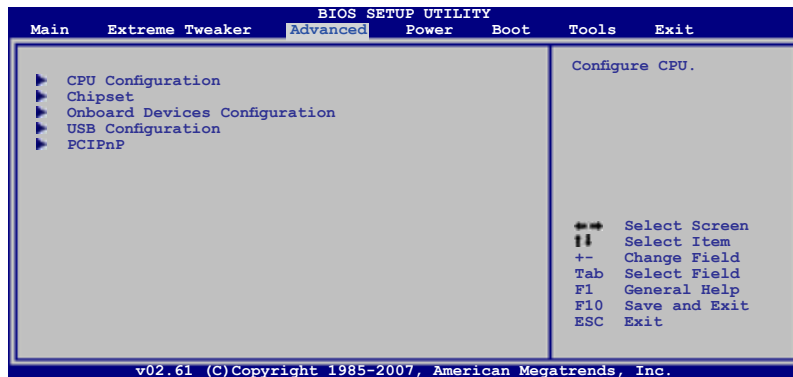 BIOS SETUP UTILITY
Main Extreme Tweaker Advanced Power Boot Tools Exit
CPU Configuration
Chipset
Onboard Devices Configuration
USB Configuration
PCIPnP
Configure CPU.
Select Screen
Select Item
+- Change Field
Tab Select Field
F1 General Help
F10 Save and Exit
ESC Exit
v02.61 (C)Copyright 1985-2007, American Megatrends, Inc.